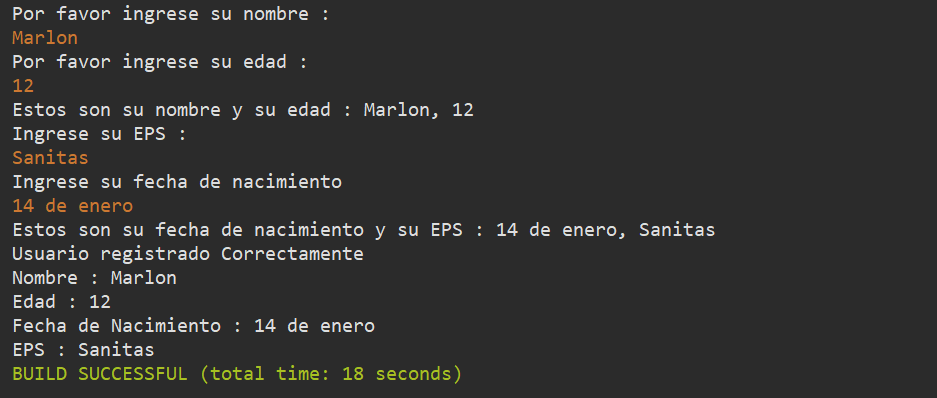 Por favor ingrese su nombre :
Marlon
Por favor ingrese su edad :
12
Estos son su nombre y su edad : Marlon, 12
Ingrese su EPS :
Sanitas
Ingrese su fecha de nacimiento
14 de enero
Estos son su fecha de nacimiento y su EPS : 14 de enero, Sanitas
Usuario registrado Correctamente
Nombre : Marlon
Edad : 12
Fecha de Nacimiento : 14 de enero
EPS : Sanitas
BUILD SUCCESSFUL (total time: 18 seconds)